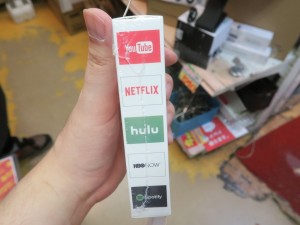 YouTube
NETFLIX
hulu
HBO NOW
Spotify